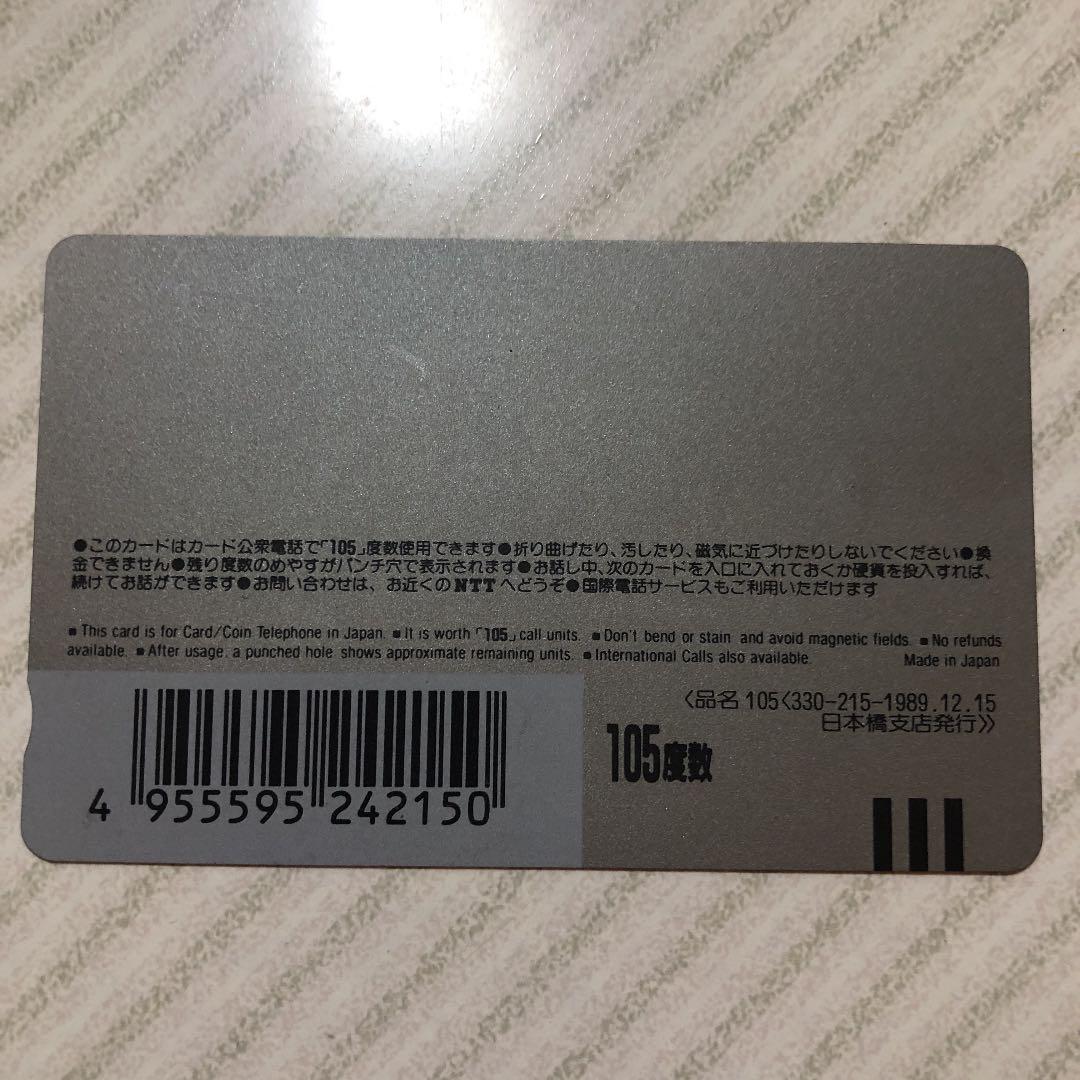 ●このカードはカード公衆電話で「105」度数使用できます●折り曲げたり、汚したり、磁気に近づけたりしないでください●換
金できません●残り度数のめやすがパンチ穴で表示されます●お話し中、次のカードを入口に入れておくか硬貨を投入すれば、
続けてお話ができます●お問い合わせは、お近くのNTTへどうぞ●国際電話サービスもご利用いただけます
■This card is for Card/Coin Telephone in Japan. ■It is worth「105」call units. ■Don't bend or stain and avoid magnetic fields. ■No refunds
available. ■After usage. a punched hole shows approximate remaining units. ■International Calls also available. Made in Japan
〈品名 105〈330-215-1989.12.15
日本橋支店発行〉〉
105度数
4 955595 242150